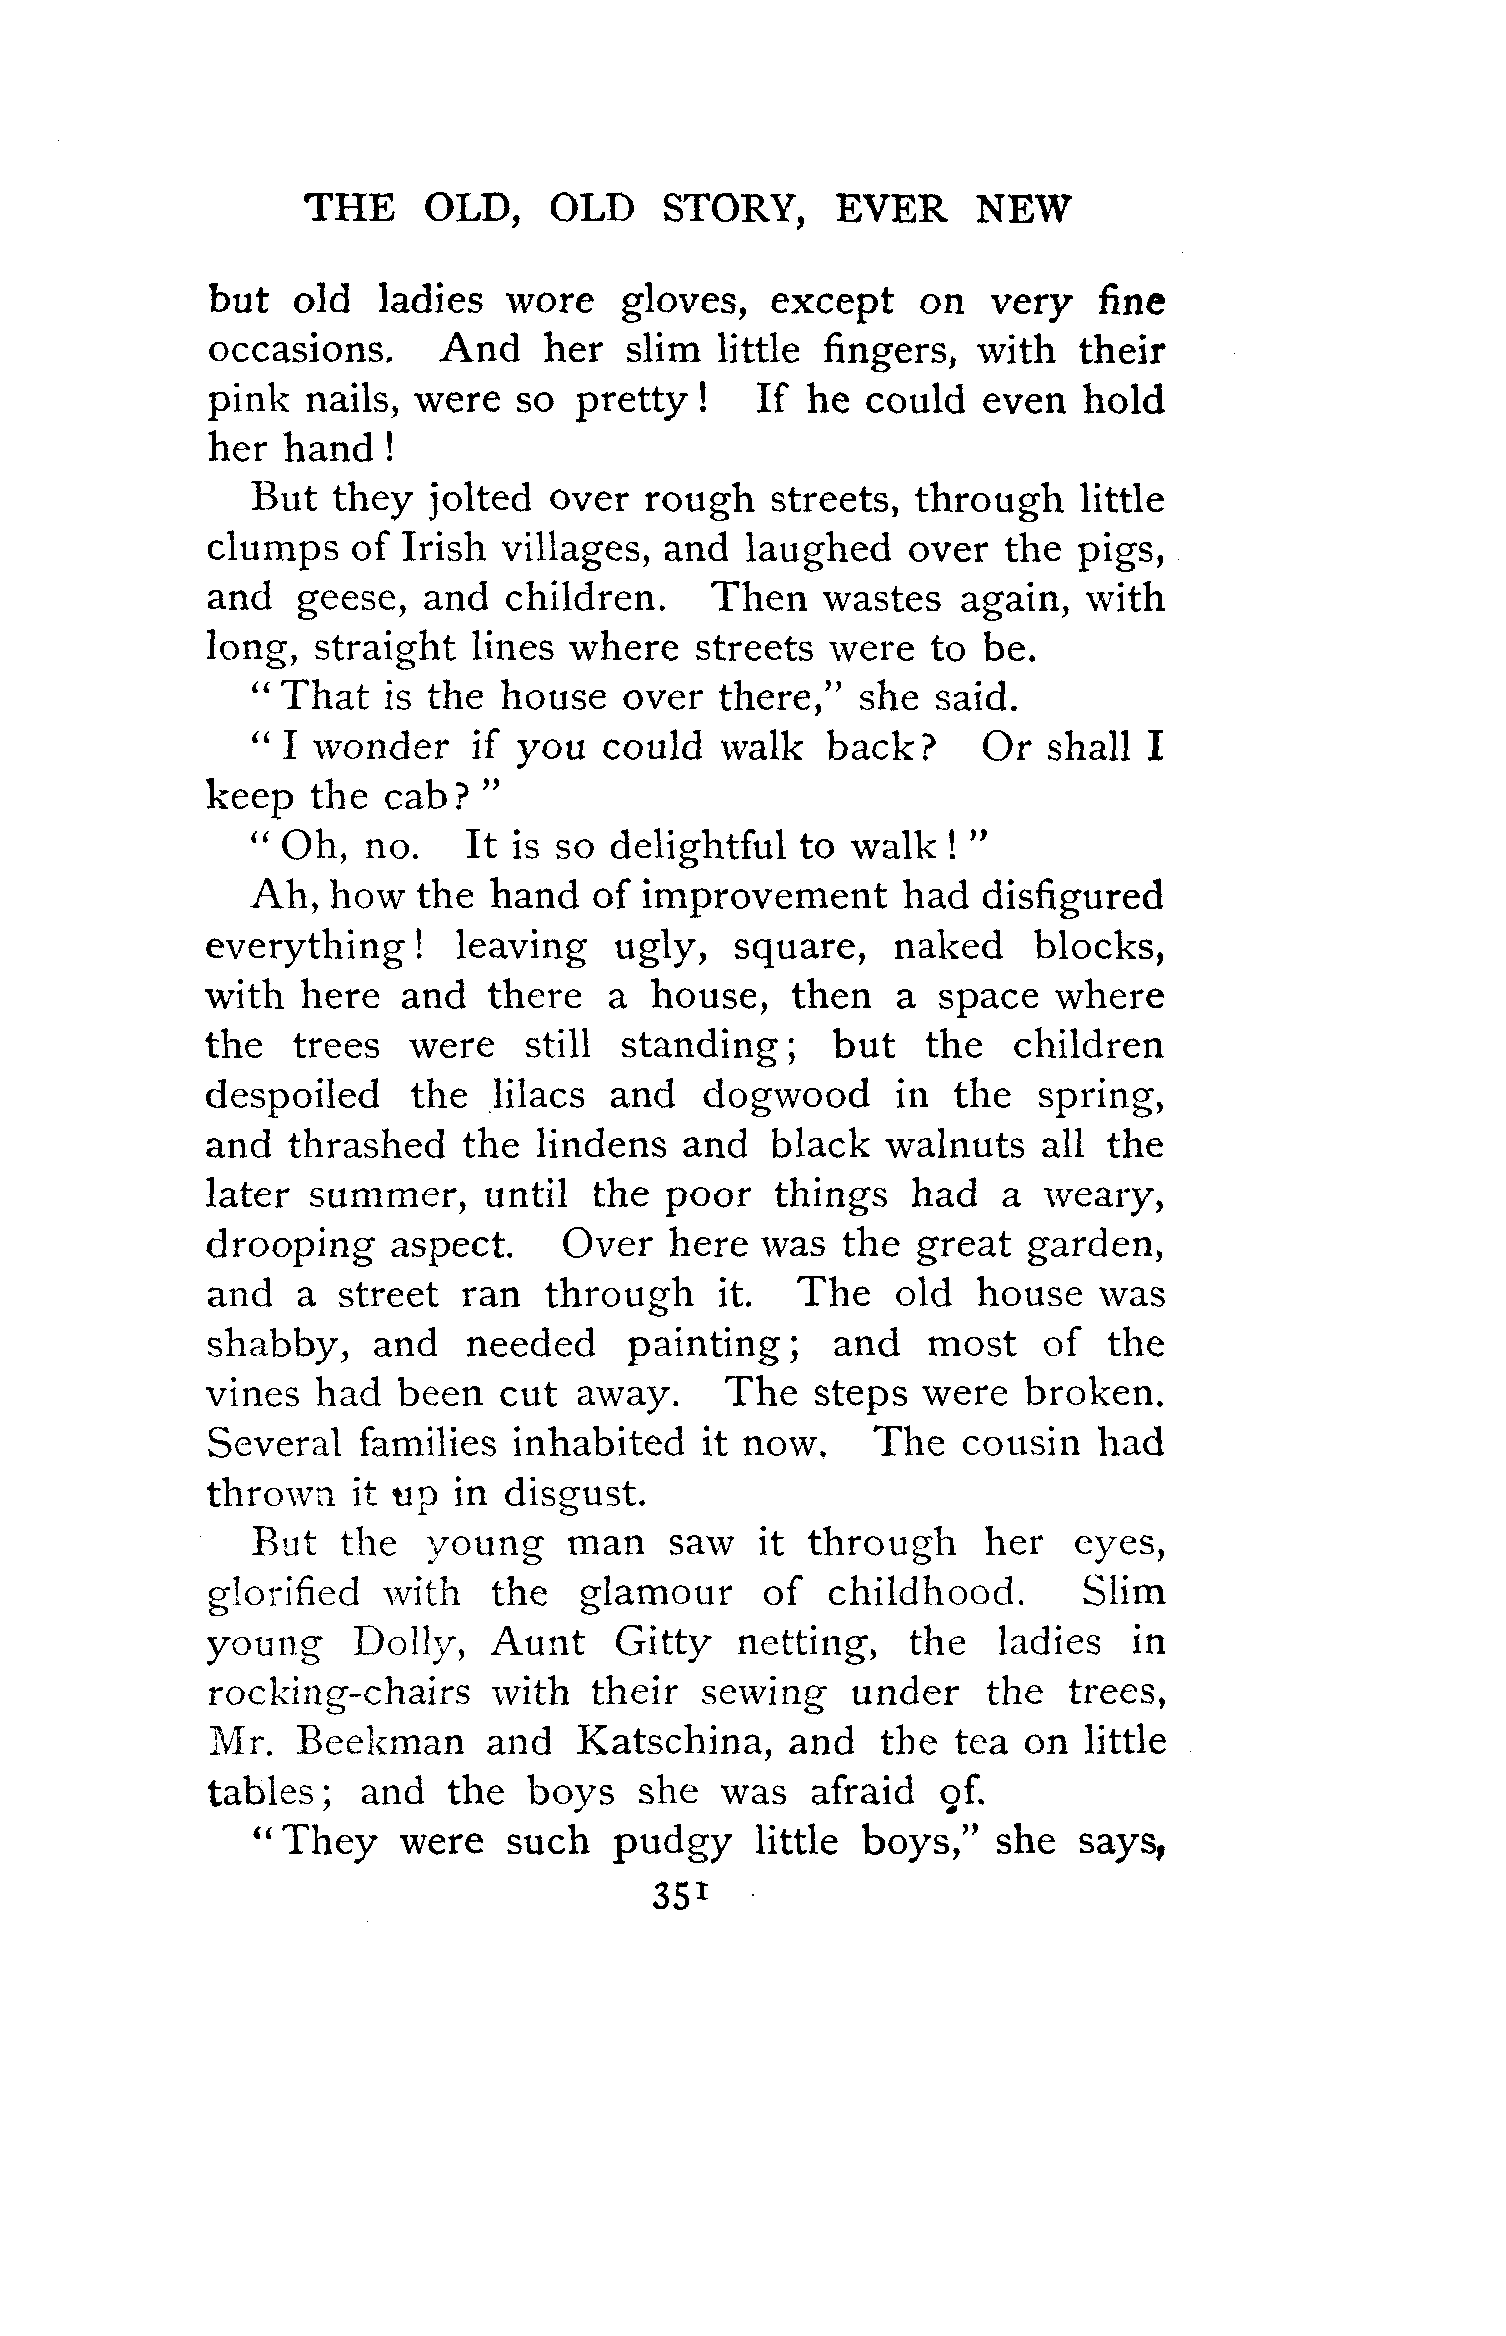 THE OLD, OLD STORY, EVER NEW
but old ladies wore gloves, except on very fine
occasions. And her slim little fingers, with their
pink nails, were so pretty! If he could even hold
her hand!
But they jolted over rough streets, through little
clumps of Irish villages, and laughed over the pigs,
and geese, and children. Then wastes again, with
long, straight lines where streets were to be.
"That is the house over there," she said.
"I wonder if you could walk back? Or shall I
keep the cab?"
"Oh, no. It is so delightful to walk!"
Ah, how the hand of improvement had disfigured
everything! leaving ugly, square, naked blocks,
with here and there a house, then a space where
the trees were still standing; but the children
despoiled the lilacs and dogwood in the spring,
and thrashed the lindens and black walnuts all the
later summer, until the poor things had a weary,
drooping aspect. Over here was the great garden,
and a street ran through it. The old house was
shabby, and needed painting; and most of the
vines had been cut away. The steps were broken.
Several families inhabited it now. The cousin had
thrown it up in disgust.
But the young man saw it through her eyes,
glorified with the glamour of childhood. Slim
young Dolly, Aunt Gitty netting, the ladies in
rocking-chairs with their sewing under the trees,
Mr. Beekman and Katschina, and the tea on little
tables; and the boys she was afraid of.
"They were such pudgy little boys," she says,
351